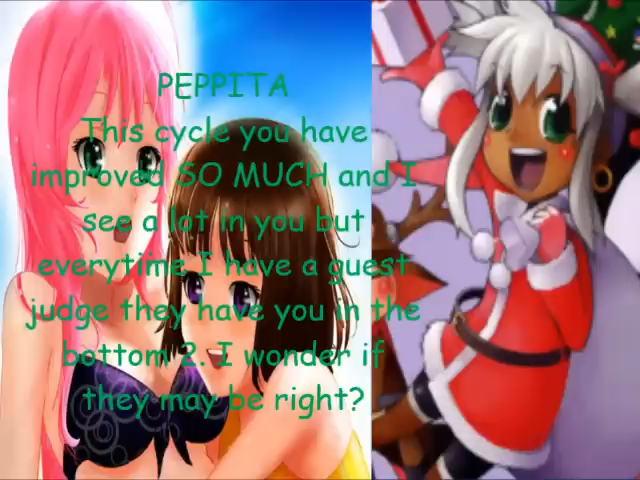 PEPPITA
This cycle you have
improved SO MUCH and I
see a lot in you but
everytime I have a guest
judge they have you in the
bottom 2. I wonder if
they may be right?